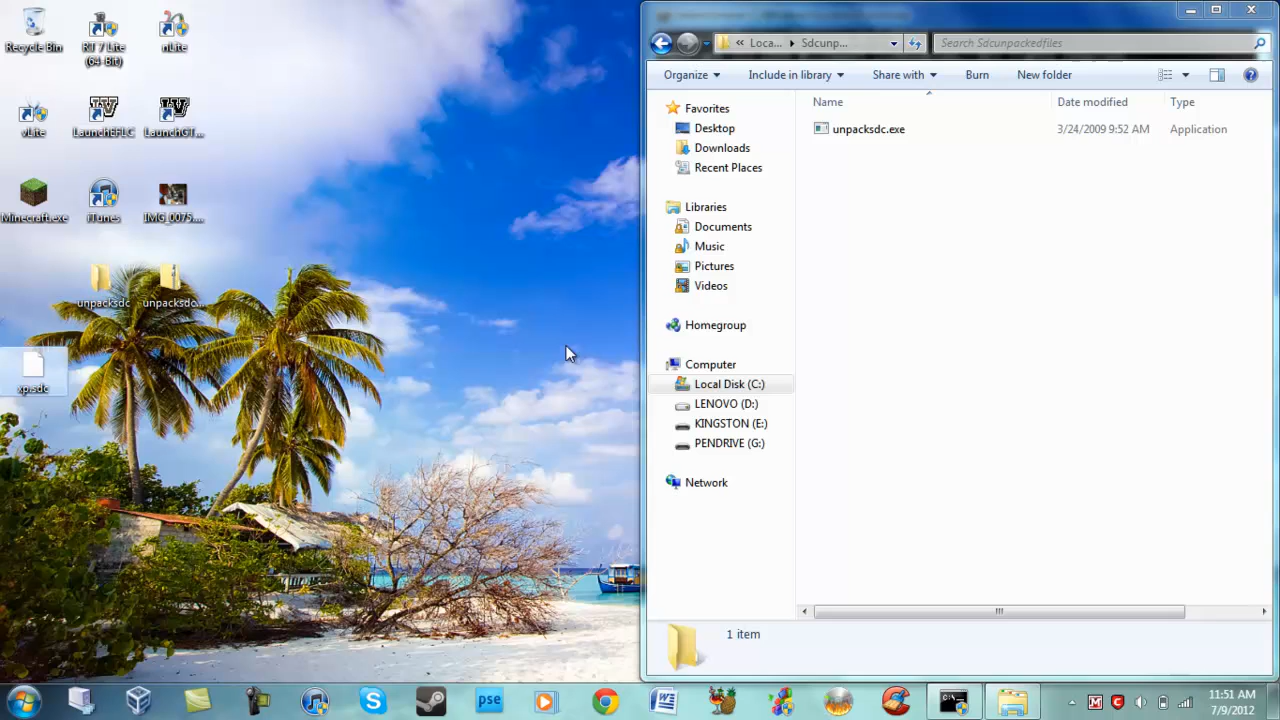 Recycle Bin
RT 7 Lite
(64-Bit)
nLite
vLite
LaunchEFLC
LaunchGT...
Minecraft.exe
iTunes
IMG_0075....
unpacksdc
unpacksdc...
xp.sdc
« Loca... Sdcunp...
Search Sdcunpackedfiles
Organize Include in library Share with Burn New folder
Name Date modified Type
unpacksdc.exe 3/24/2009 9:52 AM Application
Favorites
Desktop
Downloads
Recent Places
Libraries
Documents
Music
Pictures
Videos
Homegroup
Computer
Local Disk (C:)
LENOVO (D:)
KINGSTON (E:)
PENDRIVE (G:)
Network
1 item
pse
11:51 AM
7/9/2012